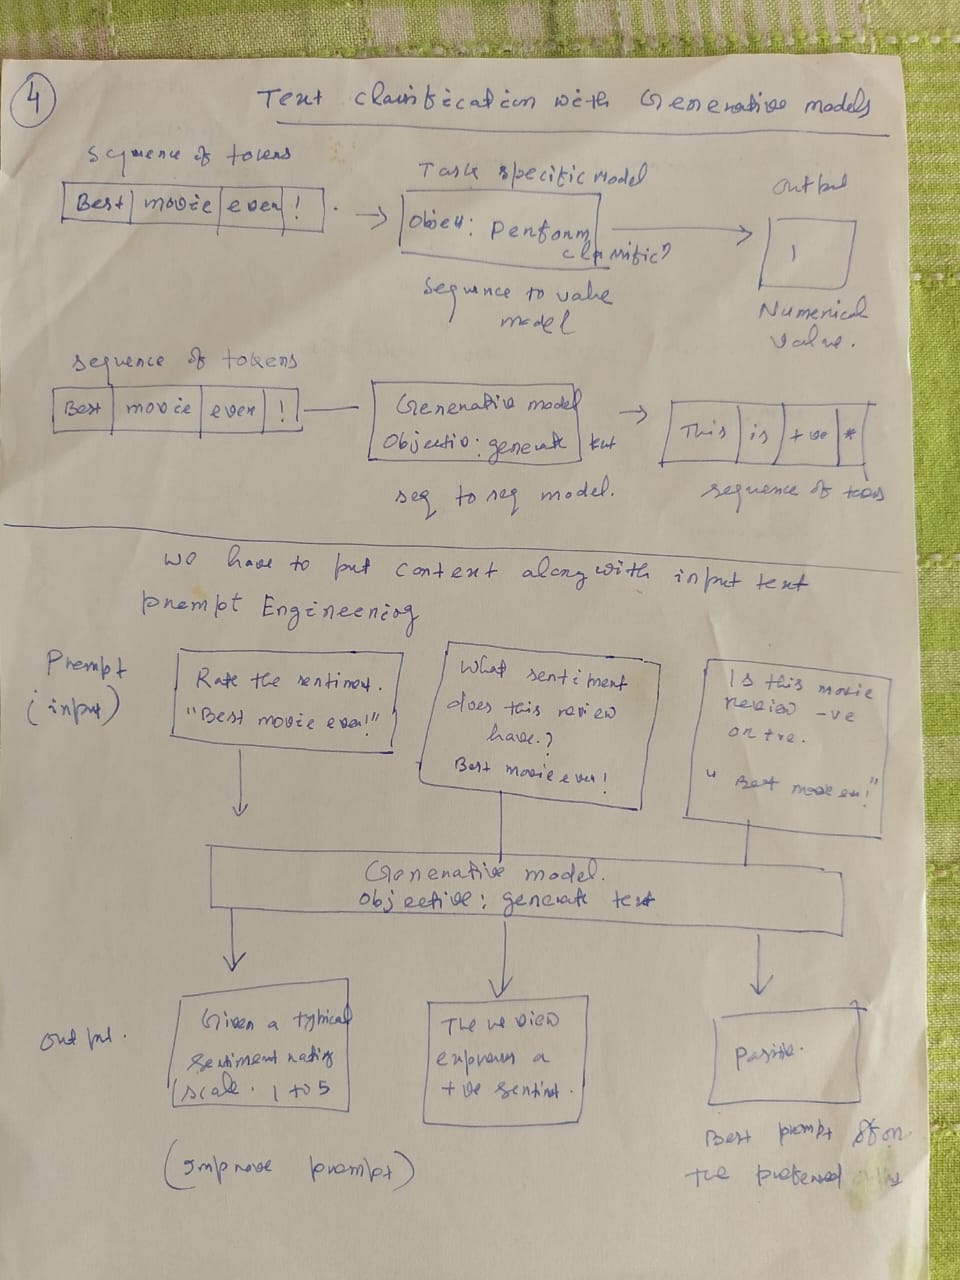 4
Text classification with Generative models
Sequence of tokens
Best movie ever !
Task specific Model
Object: Perform
classific?
Sequence to value
model
Output
1
Numerical
value.
sequence of tokens
Best movie ever !
Generative model
Objective: generate text
seq to seq model.
This is +ve *
sequence of
We have to put context along with input text
prompt Engineering
Prompt
(input)
Rate the sentiment.
"Best movie ever!"
What sentiment
does this review
have.?
Best movie ever!
Is this movie
review -ve
or +ve.
" Best movie ever!"
Generative model.
Objective: generate text
Output.
Given a typical
sentiment rating
scale. 1 to 5
The review
express a
+ve sentiment.
Positive.
(Improve prompt)
Best prompt
the preferred